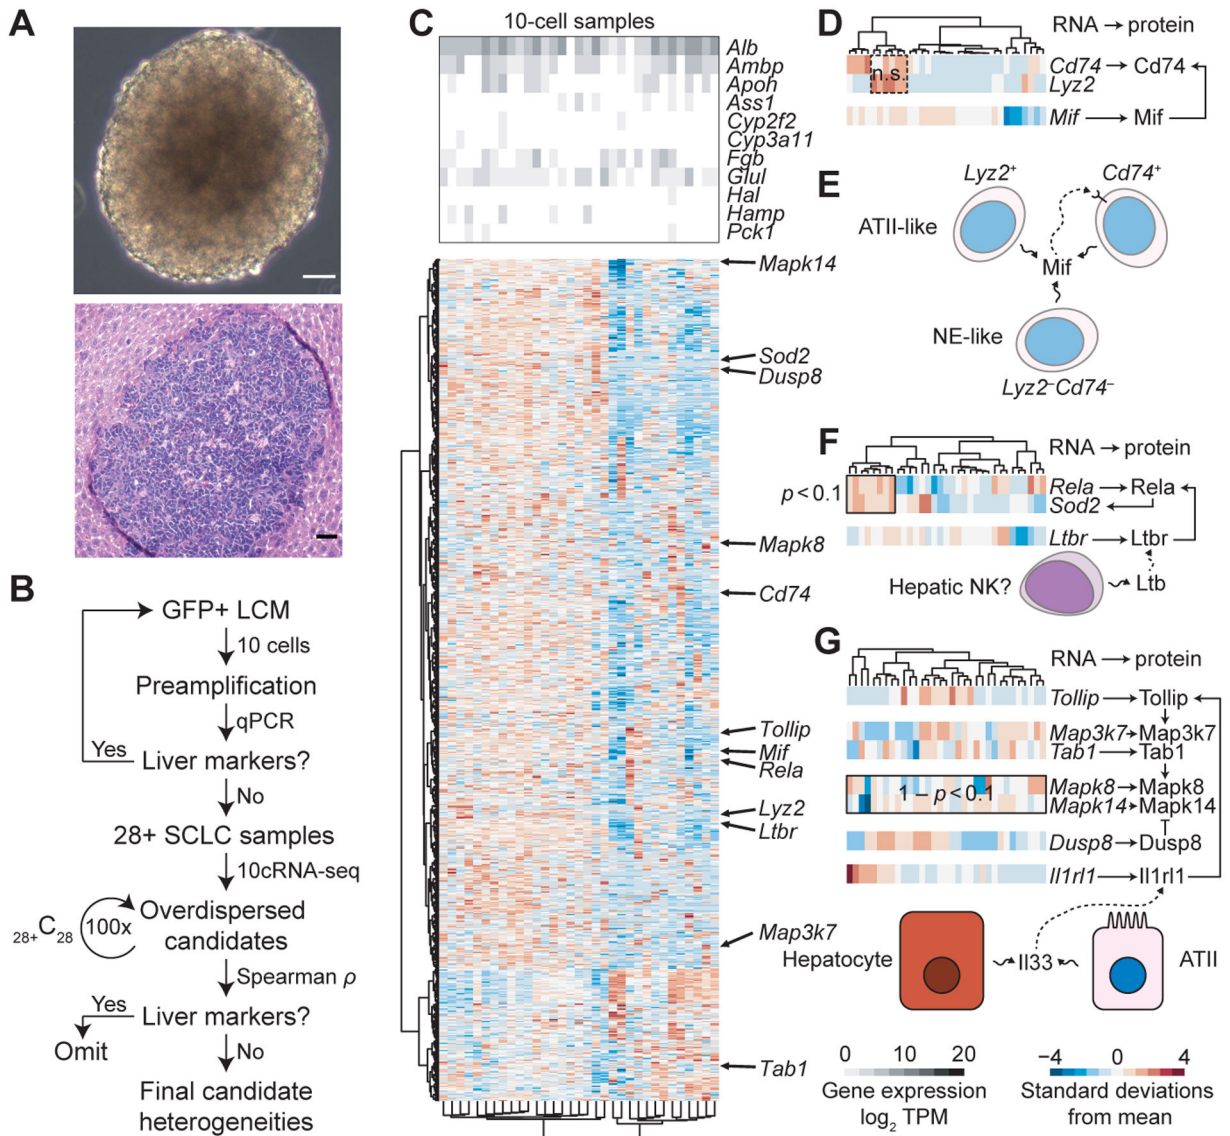 A
B
GFP+ LCM
10 cells
Preamplification
qPCR
Yes
Liver markers?
No
28+ SCLC samples
10cRNA-seq
28+C28
100x
Overdispersed
candidates
Spearman ρ
Yes
Liver markers?
Omit
No
Final candidate
heterogeneities
C
10-cell samples
Alb
Ambp
Apoh
Ass1
Cyp2f2
Cyp3a11
Fgb
Glul
Hal
Hamp
Pck1
Mapk14
Sod2
Dusp8
Mapk8
Cd74
Tollip
Mif
Rela
Lyz2
Ltbr
Map3k7
Tab1
D
RNA → protein
n.s.
Cd74 → Cd74
Lyz2
Mif → Mif
E
Lyz2+
Cd74+
ATII-like
Mif
NE-like
Lyz2–Cd74–
F
RNA → protein
p < 0.1
Rela → Rela
Sod2
Ltbr → Ltbr
Hepatic NK?
Ltb
G
RNA → protein
Tollip → Tollip
Map3k7 → Map3k7
Tab1 → Tab1
1 – p < 0.1
Mapk8 → Mapk8
Mapk14 → Mapk14
Dusp8 → Dusp8
Il1rl1 → Il1rl1
Hepatocyte
Il33
ATII
0 10 20
Gene expression
log2 TPM
−4 0 4
Standard deviations
from mean